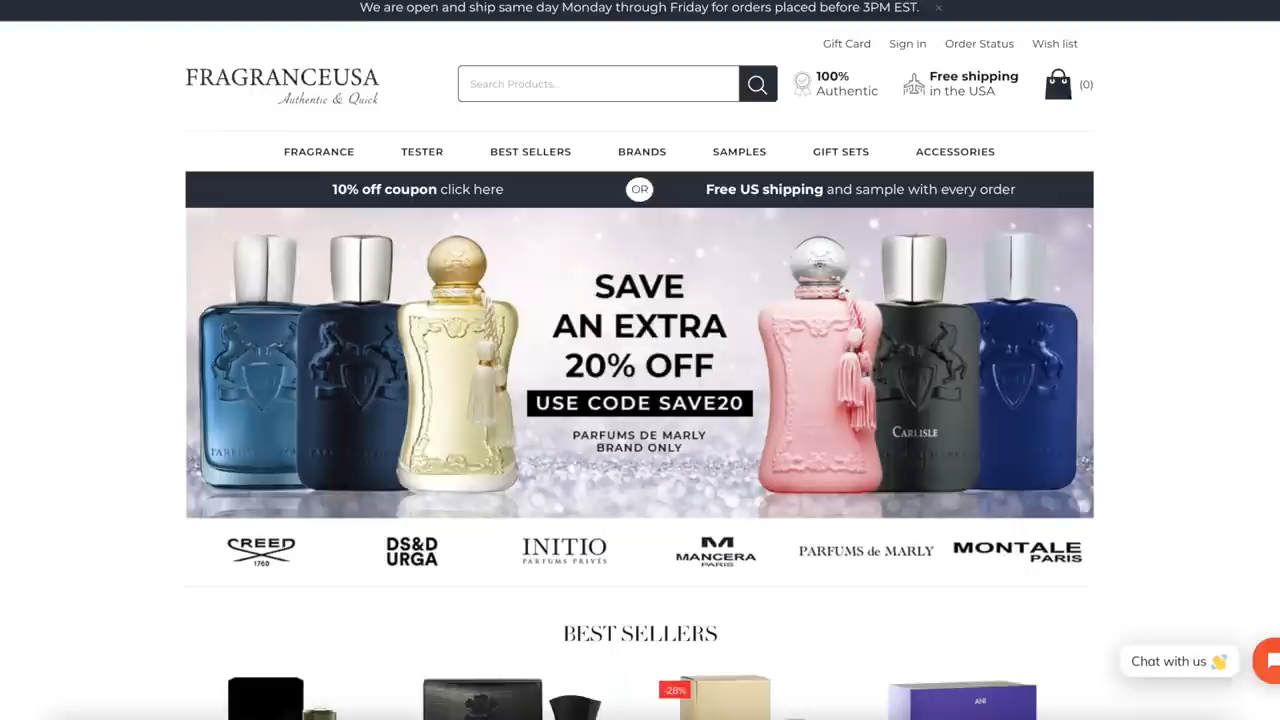 We are open and ship same day Monday through Friday for orders placed before 3PM EST. ×
Gift Card Sign in Order Status Wish list
FRAGRANCEUSA
Authentic & Quick
Search Products...
100%
Authentic
Free shipping
in the USA
(0)
FRAGRANCE TESTER BEST SELLERS BRANDS SAMPLES GIFT SETS ACCESSORIES
10% off coupon click here OR Free US shipping and sample with every order
SAVE
AN EXTRA
20% OFF
USE CODE SAVE20
PARFUMS DE MARLY
BRAND ONLY
CARLISLE
CREED
1760
DS&D
URGA
INITIO
PARFUMS PRIVÉS
MANCERA
PARIS
PARFUMS de MARLY
MONTALE
PARIS
BEST SELLERS
Chat with us 👋
-28%
ANI